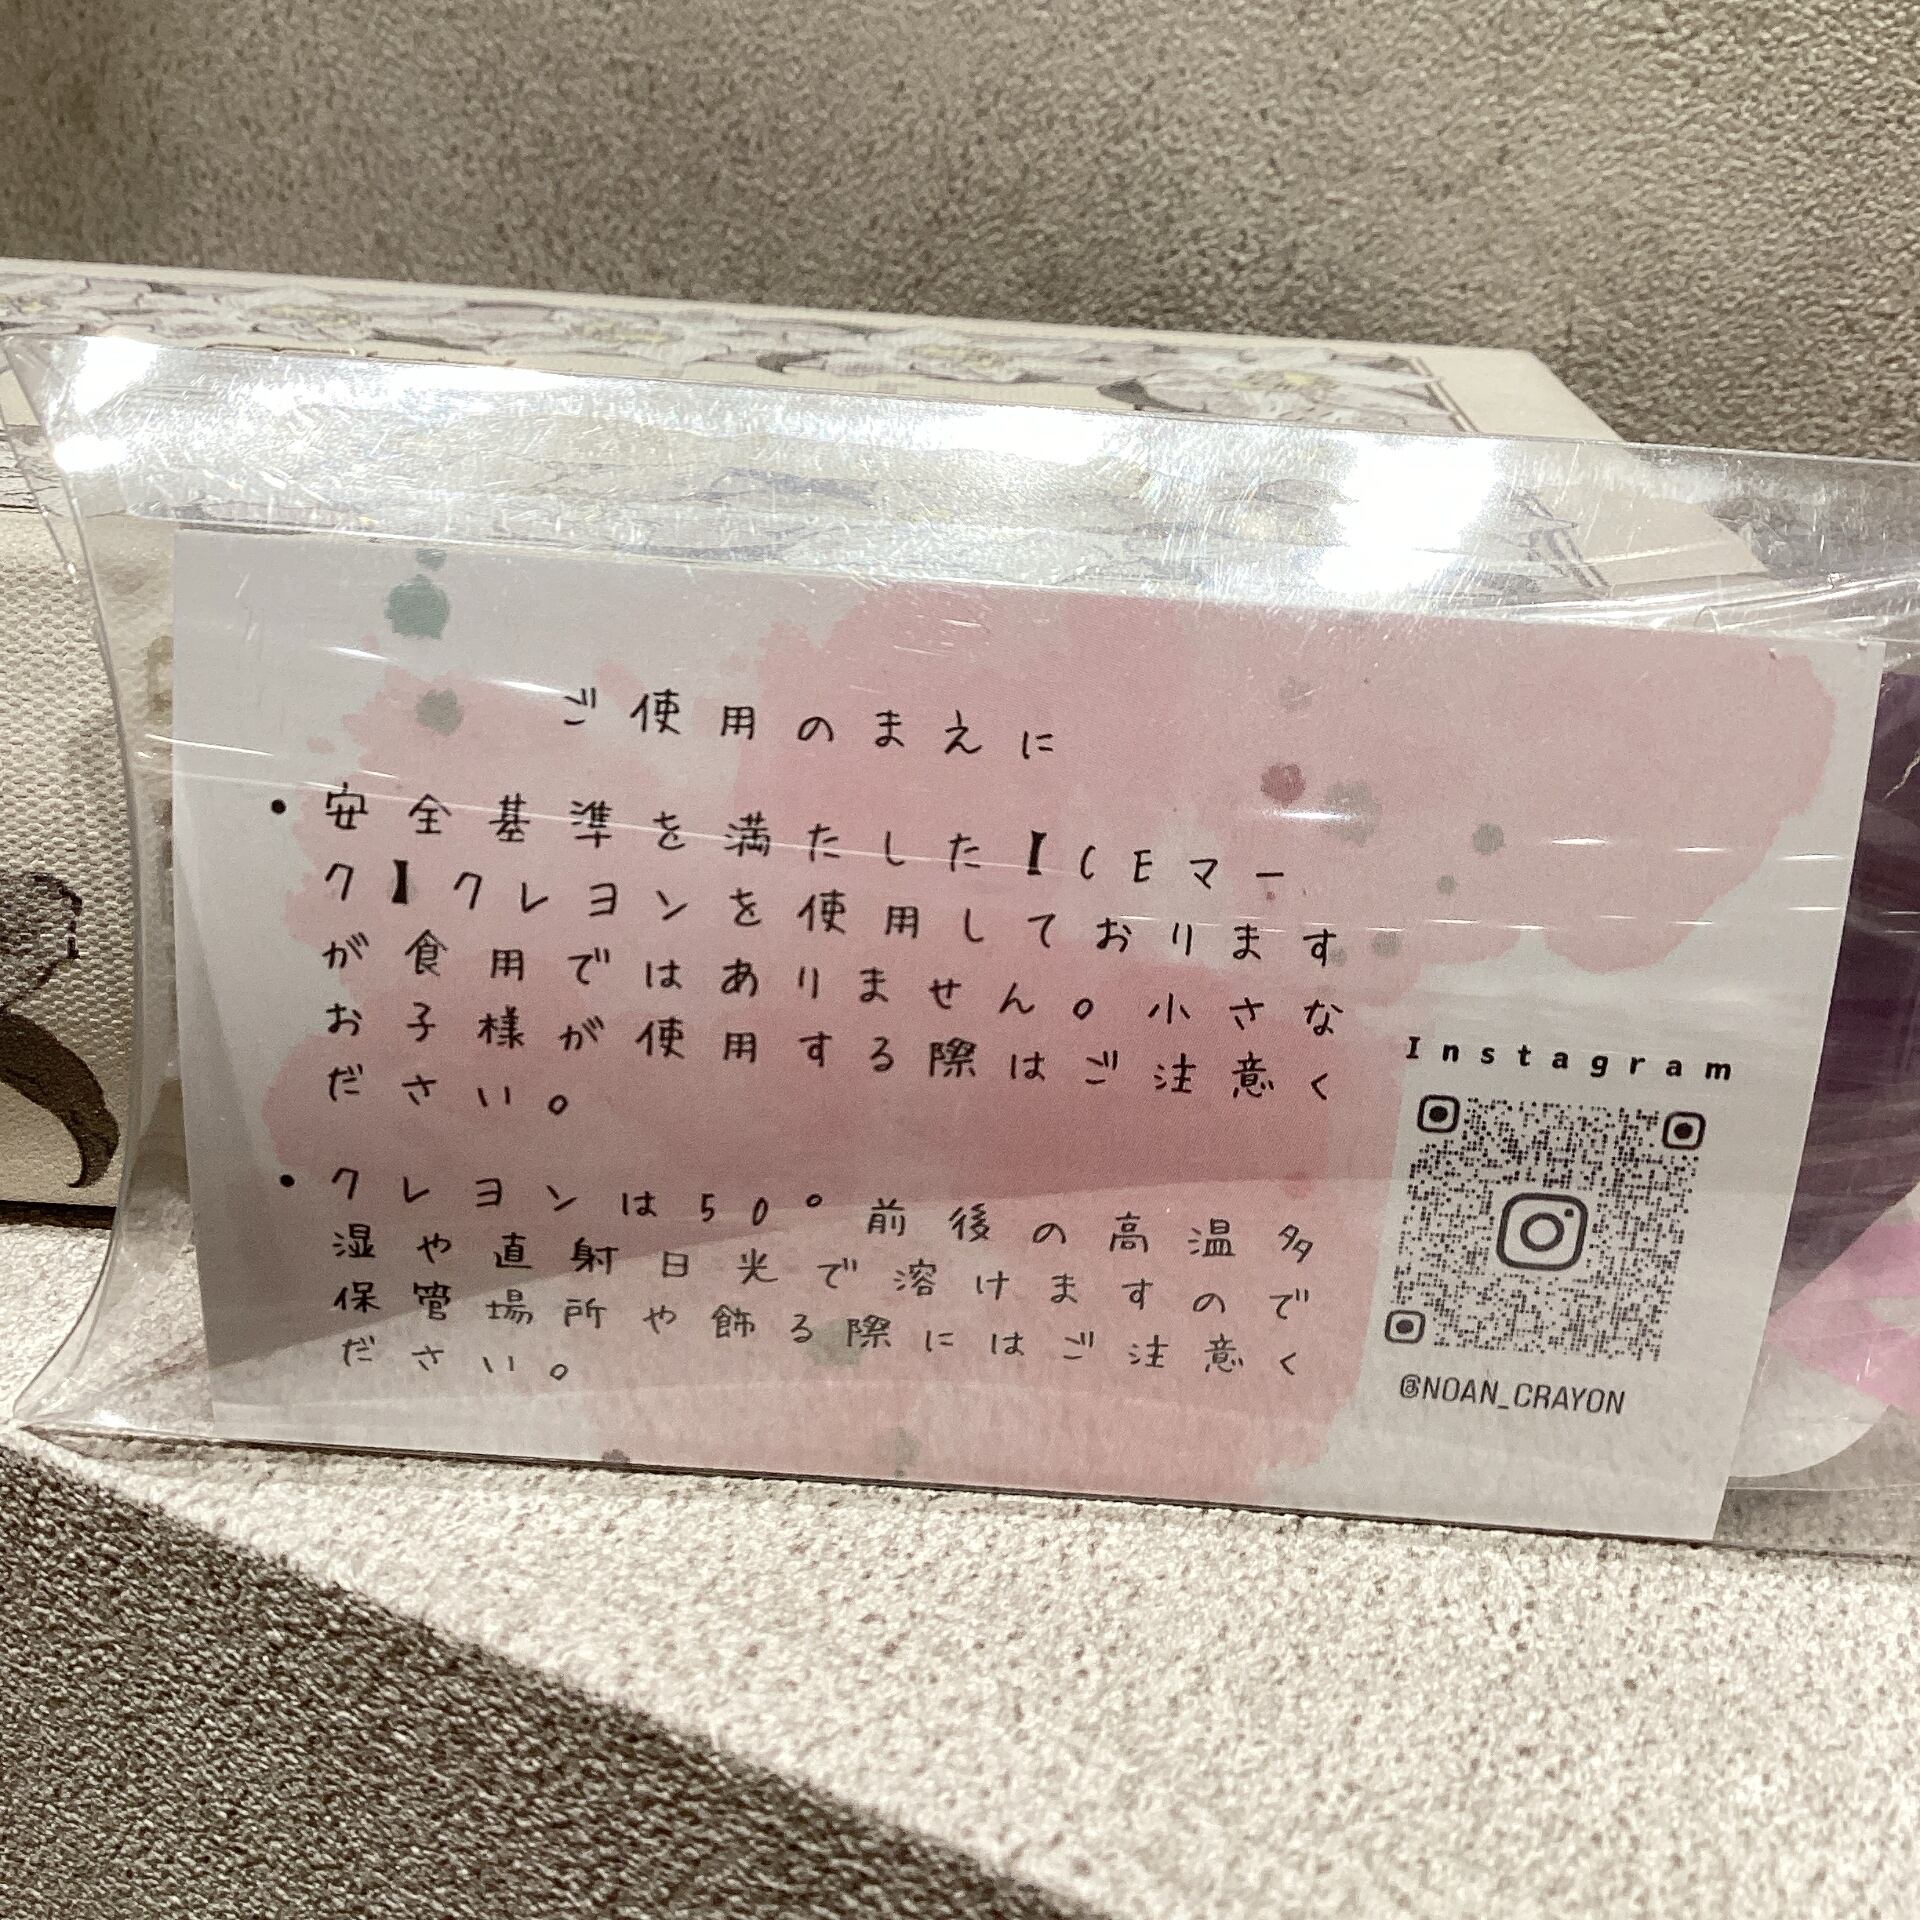 ご使用のまえに
• 安全基準を満たした【CEマー
ク】クレヨンを使用しております
が食用ではありません。小さな
お子様が使用する際はご注意く
ださい。
• クレヨンは50°前後の高温多
湿や直射日光で溶けますので
保管場所や飾る際にはご注意く
ださい。
Instagram
@NOAN_CRAYON